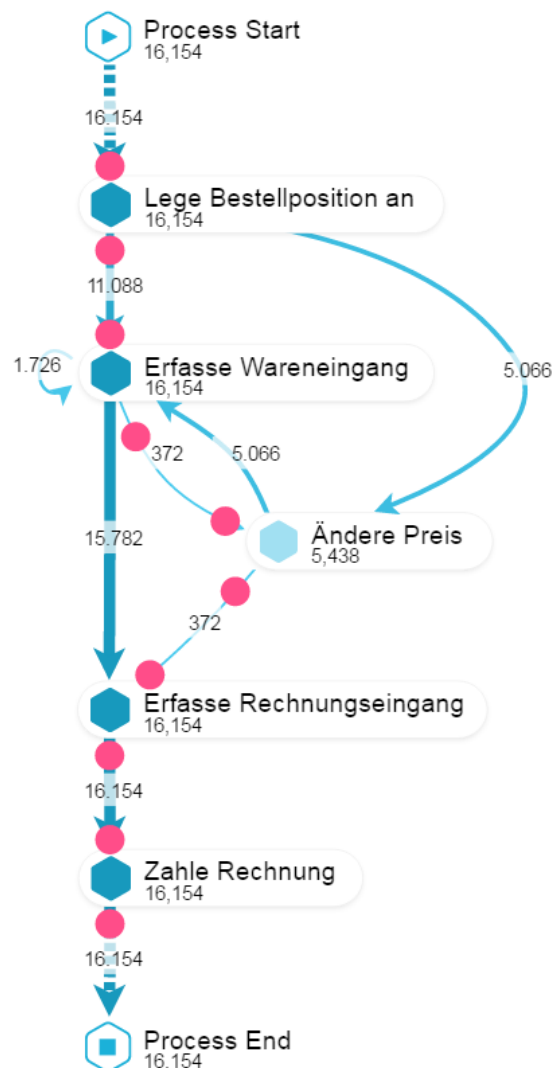 Process Start
16,154
16.154
Lege Bestellposition an
16,154
11.088
5.066
Erfasse Wareneingang
16,154
1.726
372
5.066
15.782
Ändere Preis
5,438
372
Erfasse Rechnungseingang
16,154
16.154
Zahle Rechnung
16,154
16.154
Process End
16,154